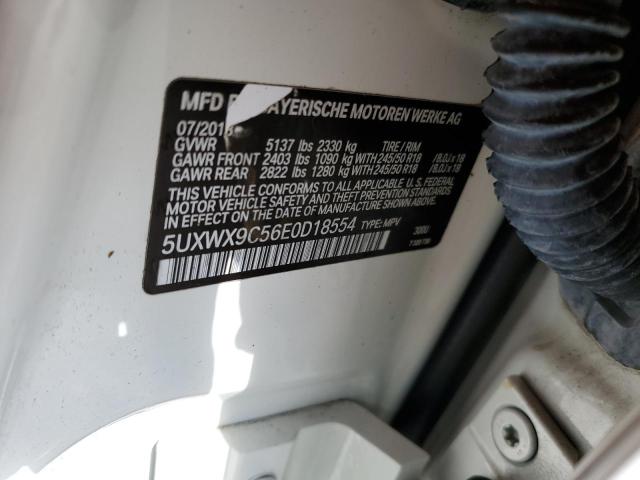 MFD BAYERISCHE MOTOREN WERKE AG
07/2013
GVWR 5137 lbs 2330 kg TIRE / RIM
GAWR FRONT 2403 lbs 1090 kg WITH 245/50 R18 / 8.0J x 18
GAWR REAR 2822 lbs 1280 kg WITH 245/50 R18 / 8.0J x 18
THIS VEHICLE CONFORMS TO ALL APPLICABLE U. S. FEDERAL
MOTOR VEHICLE SAFETY AND THEFT PREVENTION STANDARDS
IN EFFECT ON THE DATE OF MANUFACTURE SHOWN ABOVE.
5UXWX9C56E0D18554 TYPE: MPV 300U